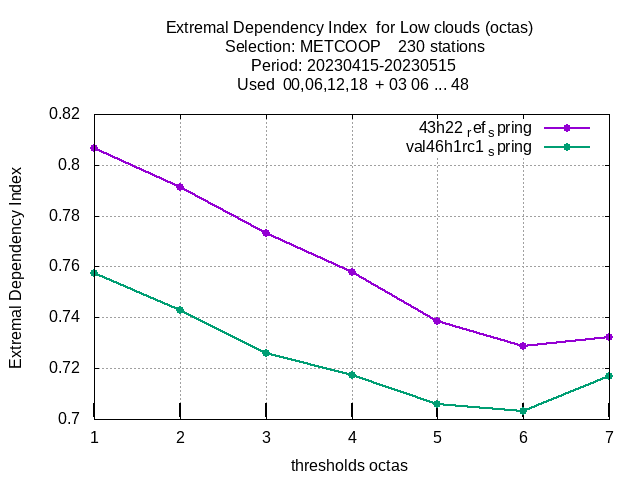 Extremal Dependency Index  for Low clouds (octas)
Selection: METCOOP    230 stations
Period: 20230415-20230515
Used  00,06,12,18  + 03 06 ... 48
43h22 ref spring
val46h1rc1 spring
0.82
0.8
0.78
0.76
0.74
0.72
0.7
Extremal Dependency Index
1 2 3 4 5 6 7
thresholds octas